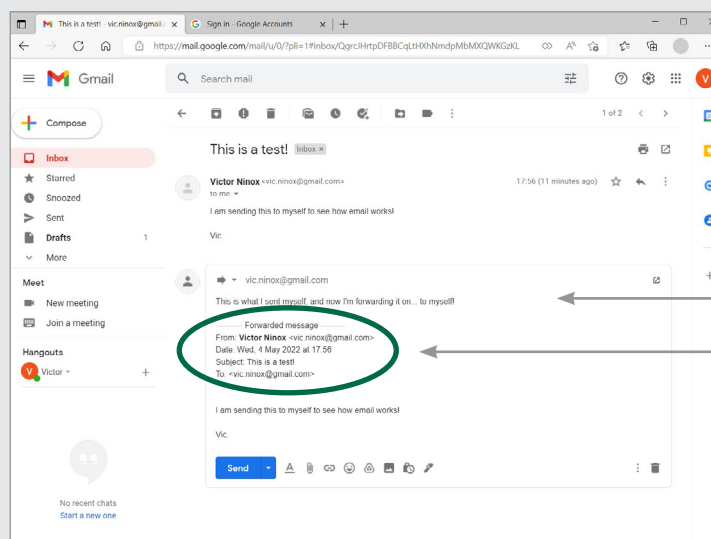 This is a test! - vic.ninox@gmail.c
Sign in - Google Accounts
https://mail.google.com/mail/u/0/?pli=1#inbox/QgrcJHrtpDFBBCqLtHXhNmdpMbMXQWKGzKL
Gmail
Search mail
Compose
1 of 2
Inbox
Starred
Snoozed
Sent
Drafts 1
More
Meet
New meeting
Join a meeting
Hangouts
V Victor
No recent chats
Start a new one
This is a test! Inbox ×
Victor Ninox <vic.ninox@gmail.com> 17:56 (11 minutes ago)
to me
I am sending this to myself to see how email works!
Vic.
vic.ninox@gmail.com
This is what I sent myself, and now I'm forwarding it on... to myself!
---------- Forwarded message ---------
From: Victor Ninox <vic.ninox@gmail.com>
Date: Wed, 4 May 2022 at 17:56
Subject: This is a test!
To: <vic.ninox@gmail.com>
I am sending this to myself to see how email works!
Vic.
Send